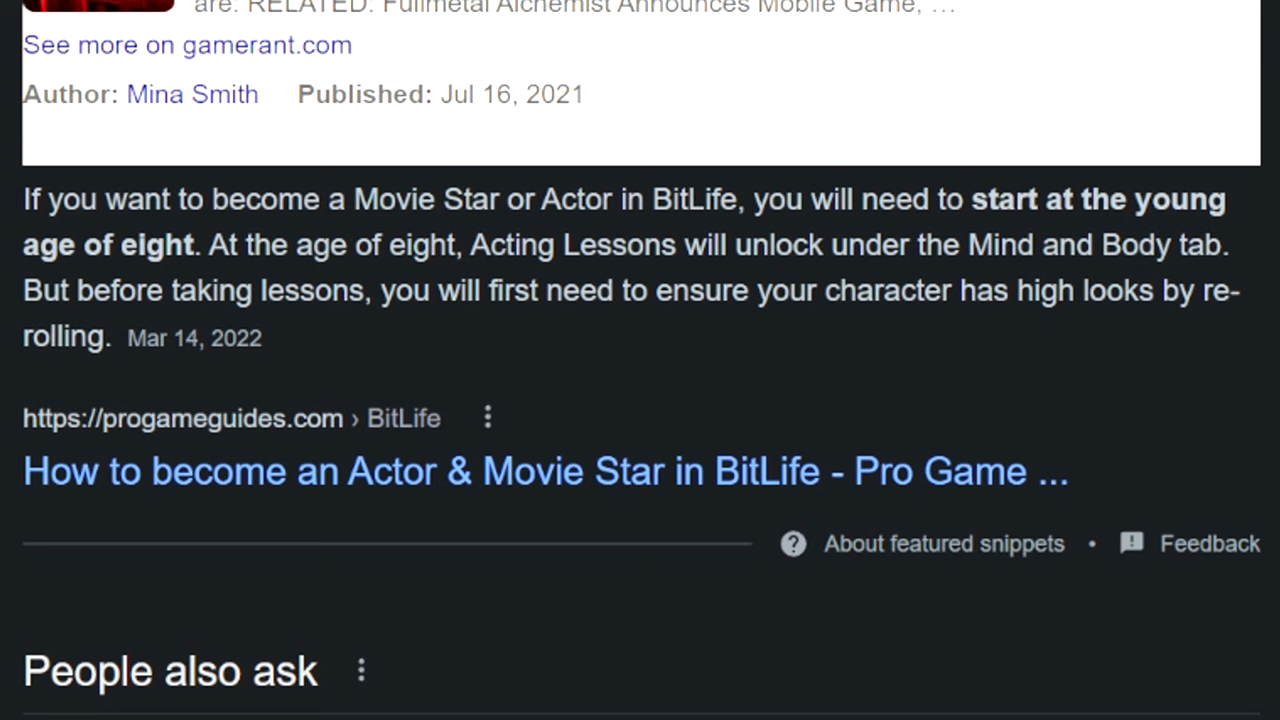 are: RELATED: Fullmetal Alchemist Announces Mobile Game, ...
See more on gamerant.com
Author: Mina Smith Published: Jul 16, 2021
If you want to become a Movie Star or Actor in BitLife, you will need to start at the young
age of eight. At the age of eight, Acting Lessons will unlock under the Mind and Body tab.
But before taking lessons, you will first need to ensure your character has high looks by re-
rolling. Mar 14, 2022
https://progameguides.com › BitLife
How to become an Actor & Movie Star in BitLife - Pro Game ...
About featured snippets • Feedback
People also ask